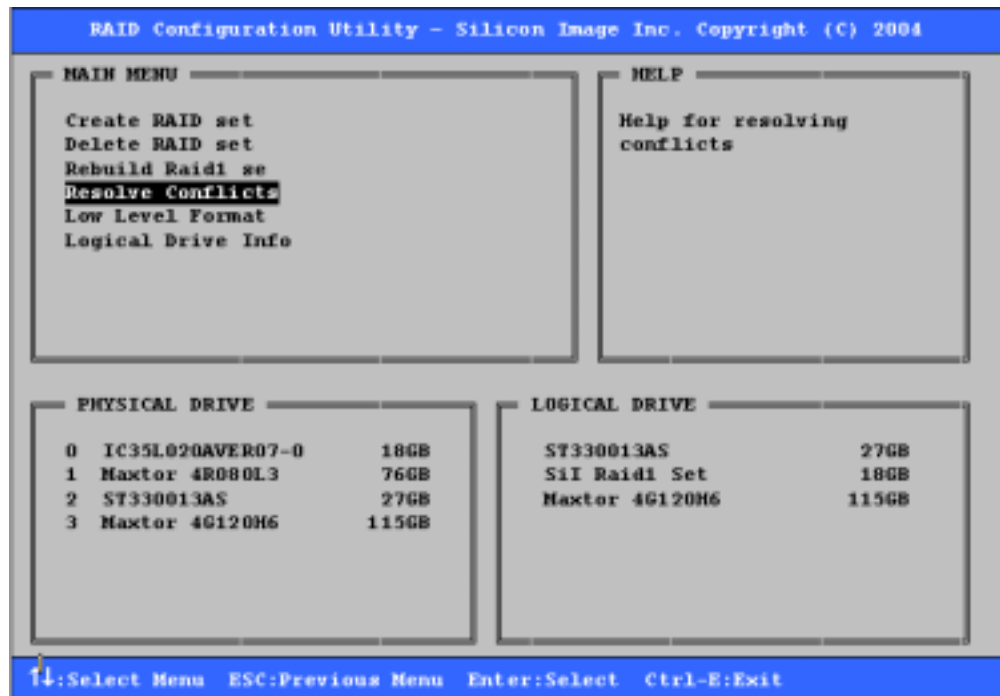 RAID Configuration Utility - Silicon Image Inc. Copyright (C) 2004
MAIN MENU
Create RAID set
Delete RAID set
Rebuild Raid1 se
Resolve Conflicts
Low Level Format
Logical Drive Info
HELP
Help for resolving
conflicts
PHYSICAL DRIVE
0 IC35L020AVER07-0 18GB
1 Maxtor 4R080L3 76GB
2 ST330013AS 27GB
3 Maxtor 4G120H6 115GB
LOGICAL DRIVE
ST330013AS 27GB
SiI Raid1 Set 18GB
Maxtor 4G120H6 115GB
↑↓:Select Menu ESC:Previous Menu Enter:Select Ctrl-E:Exit